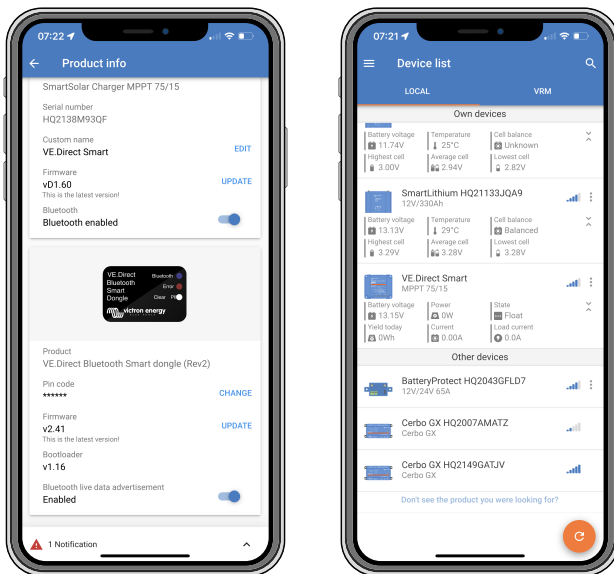 07:22
Product info
SmartSolar Charger MPPT 75/15
Serial number
HQ2138M93QF
Custom name
VE.Direct Smart
EDIT
Firmware
vD1.60
This is the latest version!
UPDATE
Bluetooth
Bluetooth enabled
VE.Direct
Bluetooth
Smart
Dongle
Bluetooth
Error
Clear PIN
victron energy
Product
VE.Direct Bluetooth Smart dongle (Rev2)
Pin code
******
CHANGE
Firmware
v2.41
This is the latest version!
UPDATE
Bootloader
v1.16
Bluetooth live data advertisement
Enabled
1 Notification
07:21
Device list
LOCAL VRM
Own devices
Battery voltage Temperature Cell balance
11.74V 25°C Unknown
Highest cell Average cell Lowest cell
3.00V 2.94V 2.82V
SmartLithium HQ21133JQA9
12V/330Ah
Battery voltage Temperature Cell balance
13.13V 29°C Balanced
Highest cell Average cell Lowest cell
3.29V 3.28V 3.28V
VE.Direct Smart
MPPT 75/15
Battery voltage Power State
13.15V 0W Float
Yield today Current Load current
0Wh 0.00A 0.0A
Other devices
BatteryProtect HQ2043GFLD7
12V/24V 65A
Cerbo GX HQ2007AMATZ
Cerbo GX
Cerbo GX HQ2149GATJV
Cerbo GX
Don't see the product you were looking for?